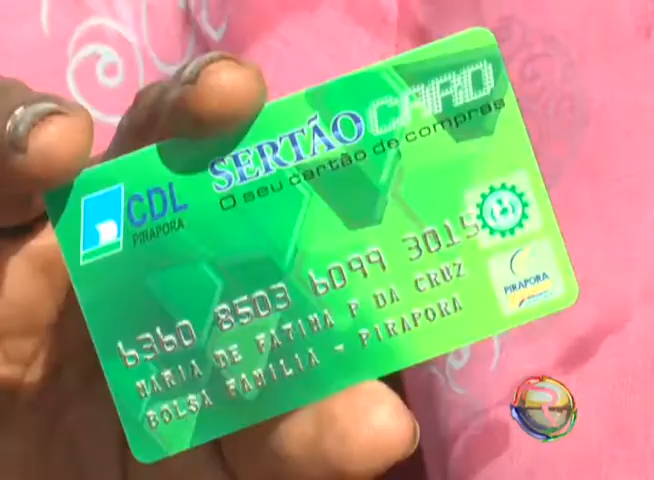 SERTÃO CARD
O seu cartão de compras
CDL
PIRAPORA
6360 8503 6099 3015
PIRAPORA
MARIA DE FATIMA P DA CRUZ
BOLSA FAMILIA - PIRAPORA
R